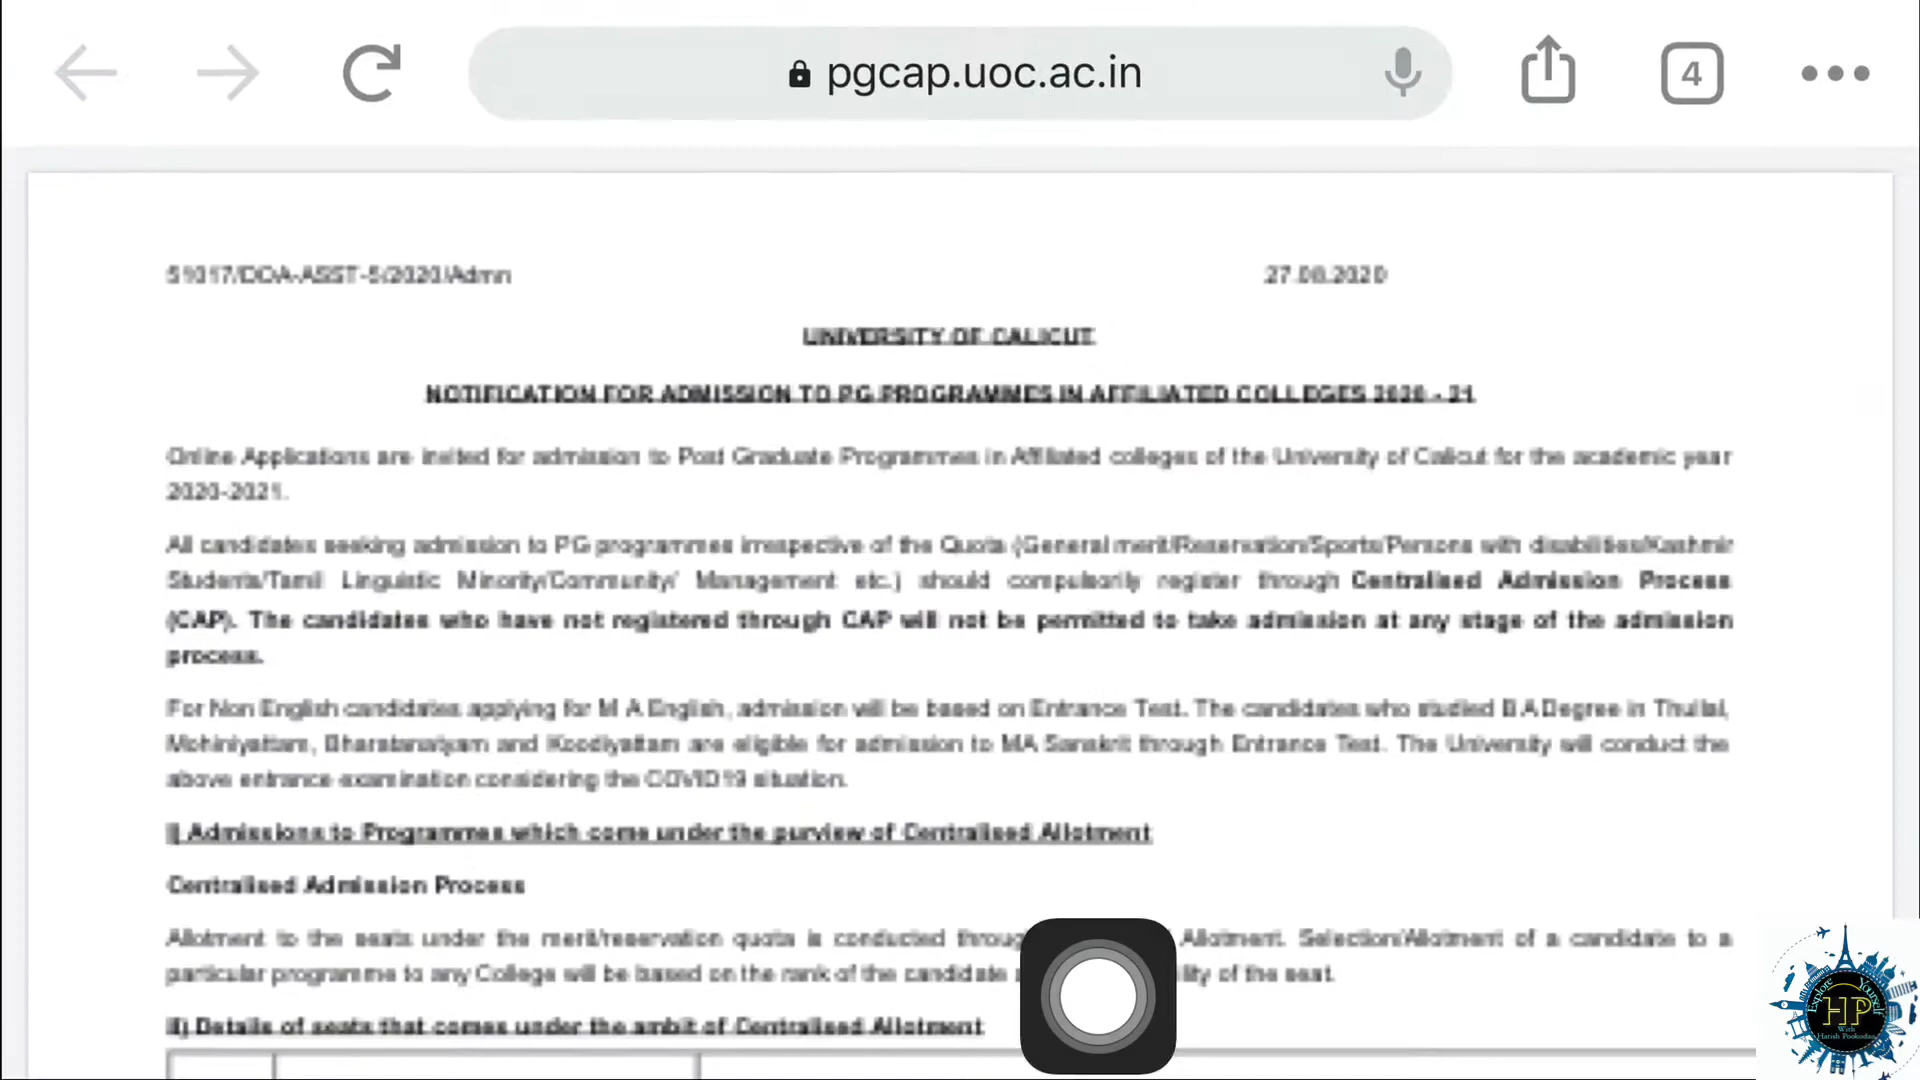 pgcap.uoc.ac.in
4
51017/DOA-ASST-5/2020/Admn
27.08.2020
UNIVERSITY OF CALICUT
NOTIFICATION FOR ADMISSION TO PG PROGRAMMES IN AFFILIATED COLLEGES 2020 - 21
Online Applications are invited for admission to Post Graduate Programmes in Affiliated colleges of the University of Calicut for the academic year
2020-2021.
All candidates seeking admission to PG programmes irrespective of the Quota (General merit/Reservation/Sports/Persons with disabilities/Kashmir
Students/Tamil Linguistic Minority/Community/ Management etc.) should compulsorily register through Centralised Admission Process
(CAP). The candidates who have not registered through CAP will not be permitted to take admission at any stage of the admission
process.
For Non English candidates applying for M A English, admission will be based on Entrance Test. The candidates who studied B A Degree in Thullal,
Mohiniyattam, Bharatanatyam and Koodiyattam are eligible for admission to MA Sanskrit through Entrance Test. The University will conduct the
above entrance examination considering the COVID19 situation.
I) Admissions to Programmes which come under the purview of Centralised Allotment
Centralised Admission Process
Allotment to the seats under the merit/reservation quota is conducted throug Allotment. Selection/Allotment of a candidate to a
particular programme to any College will be based on the rank of the candidate lity of the seat.
II) Details of seats that comes under the ambit of Centralised Allotment
Explore Yourself
HP
With
Harish Pookodan